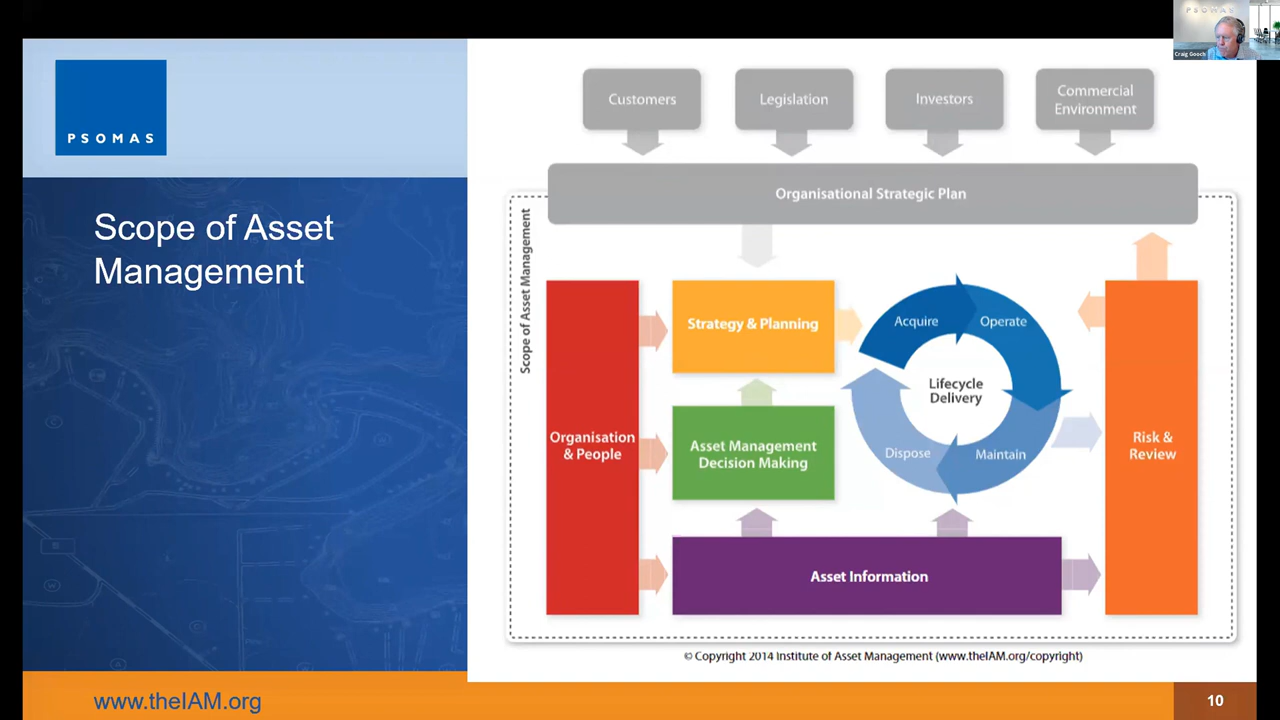 PSOMAS
Craig Gooch
PSOMAS
Scope of Asset
Management
Customers
Legislation
Investors
Commercial
Environment
Organisational Strategic Plan
Scope of Asset Management
Organisation
& People
Strategy & Planning
Asset Management
Decision Making
Acquire
Operate
Lifecycle
Delivery
Dispose
Maintain
Risk &
Review
Asset Information
© Copyright 2014 Institute of Asset Management (www.theIAM.org/copyright)
www.theIAM.org
10